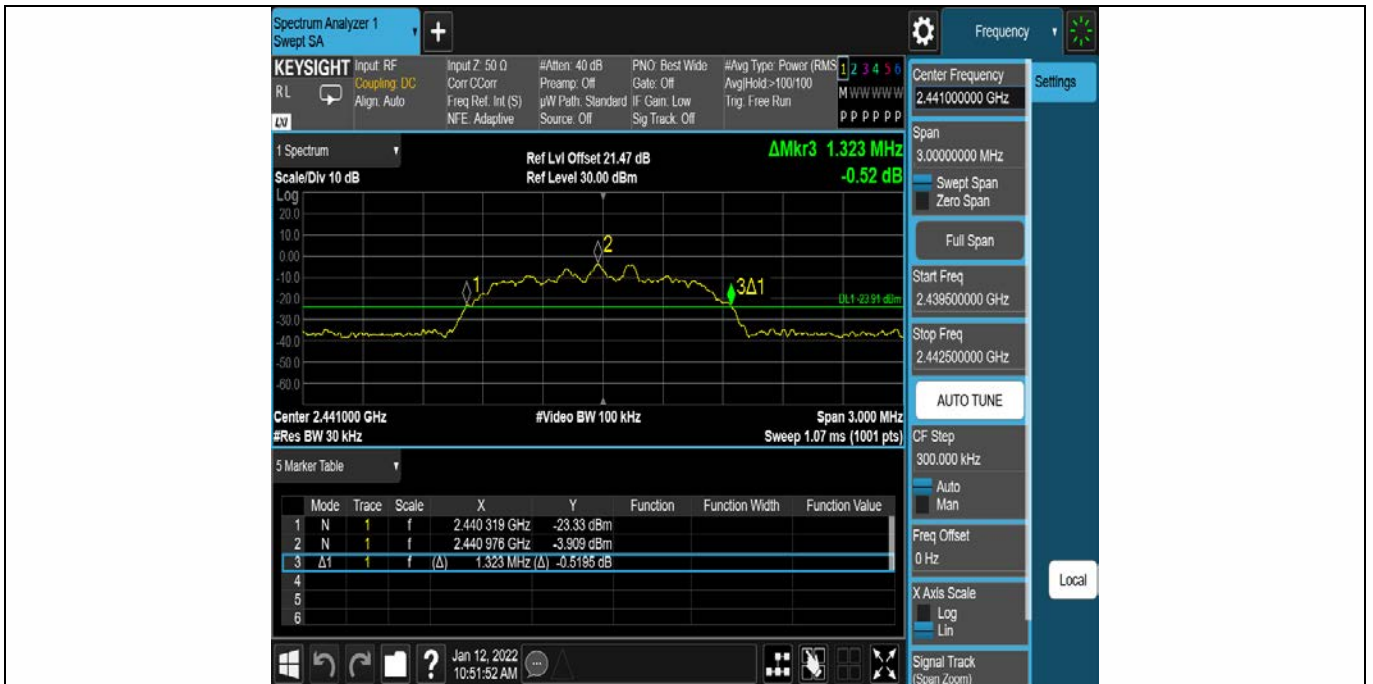 Spectrum Analyzer 1
Swept SA
+
Frequency
KEYSIGHT
RL
LXI
Input: RF
Coupling: DC
Align: Auto
Input Z: 50 Ω
Corr CCorr
Freq Ref: Int (S)
NFE: Adaptive
#Atten: 40 dB
Preamp: Off
µW Path: Standard
Source: Off
PNO: Best Wide
Gate: Off
IF Gain: Low
Sig Track: Off
#Avg Type: Power (RMS
Avg|Hold:>100/100
Trig: Free Run
1 2 3 4 5 6
M W W W W W
P P P P P P
1 Spectrum
Scale/Div 10 dB
Ref Lvl Offset 21.47 dB
Ref Level 30.00 dBm
ΔMkr3 1.323 MHz
-0.52 dB
Log
20.0
10.0
0.00
-10.0
-20.0
-30.0
-40.0
-50.0
-60.0
1
2
3Δ1
DL1 -23.91 dBm
Center 2.441000 GHz
#Video BW 100 kHz
Span 3.000 MHz
#Res BW 30 kHz
Sweep 1.07 ms (1001 pts)
5 Marker Table
Mode Trace Scale X Y Function Function Width Function Value
1 N 1 f 2.440 319 GHz -23.33 dBm
2 N 1 f 2.440 976 GHz -3.909 dBm
3 Δ1 1 f (Δ) 1.323 MHz (Δ) -0.5195 dB
4
5
6
?
Jan 12, 2022
10:51:52 AM
Center Frequency
2.441000000 GHz
Settings
Span
3.00000000 MHz
Swept Span
Zero Span
Full Span
Start Freq
2.439500000 GHz
Stop Freq
2.442500000 GHz
AUTO TUNE
CF Step
300.000 kHz
Auto
Man
Freq Offset
0 Hz
X Axis Scale
Log
Lin
Local
Signal Track
(Span Zoom)